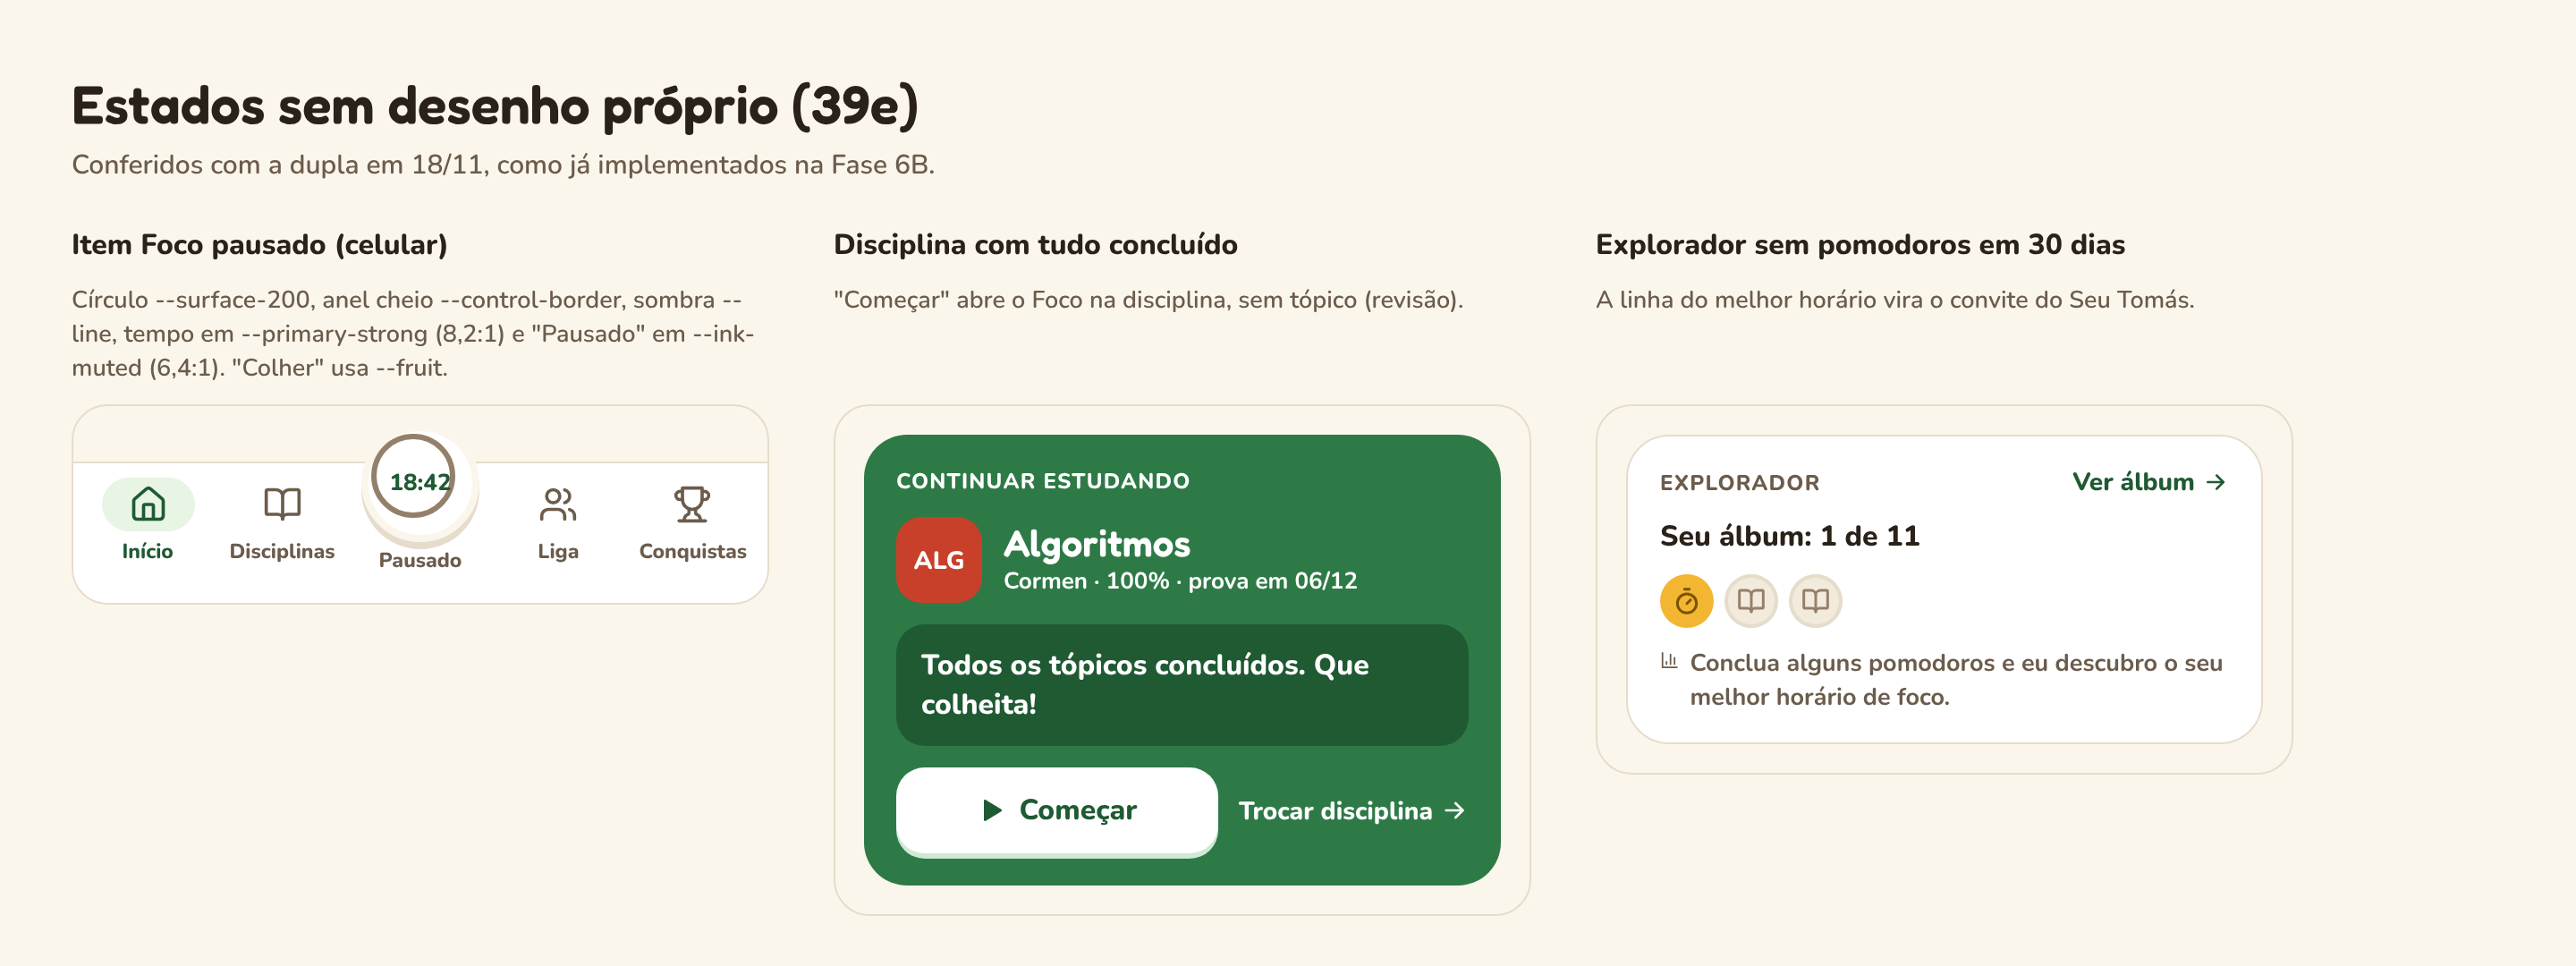 Estados sem desenho próprio (39e)
Conferidos com a dupla em 18/11, como já implementados na Fase 6B.
Item Foco pausado (celular)
Círculo --surface-200, anel cheio --control-border, sombra --
line, tempo em --primary-strong (8,2:1) e "Pausado" em --ink-
muted (6,4:1). "Colher" usa --fruit.
18:42
Início
Disciplinas
Pausado
Liga
Conquistas
Disciplina com tudo concluído
"Começar" abre o Foco na disciplina, sem tópico (revisão).
CONTINUAR ESTUDANDO
ALG
Algoritmos
Cormen · 100% · prova em 06/12
Todos os tópicos concluídos. Que
colheita!
Começar
Trocar disciplina →
Explorador sem pomodoros em 30 dias
A linha do melhor horário vira o convite do Seu Tomás.
EXPLORADOR
Ver álbum →
Seu álbum: 1 de 11
Conclua alguns pomodoros e eu descubro o seu
melhor horário de foco.